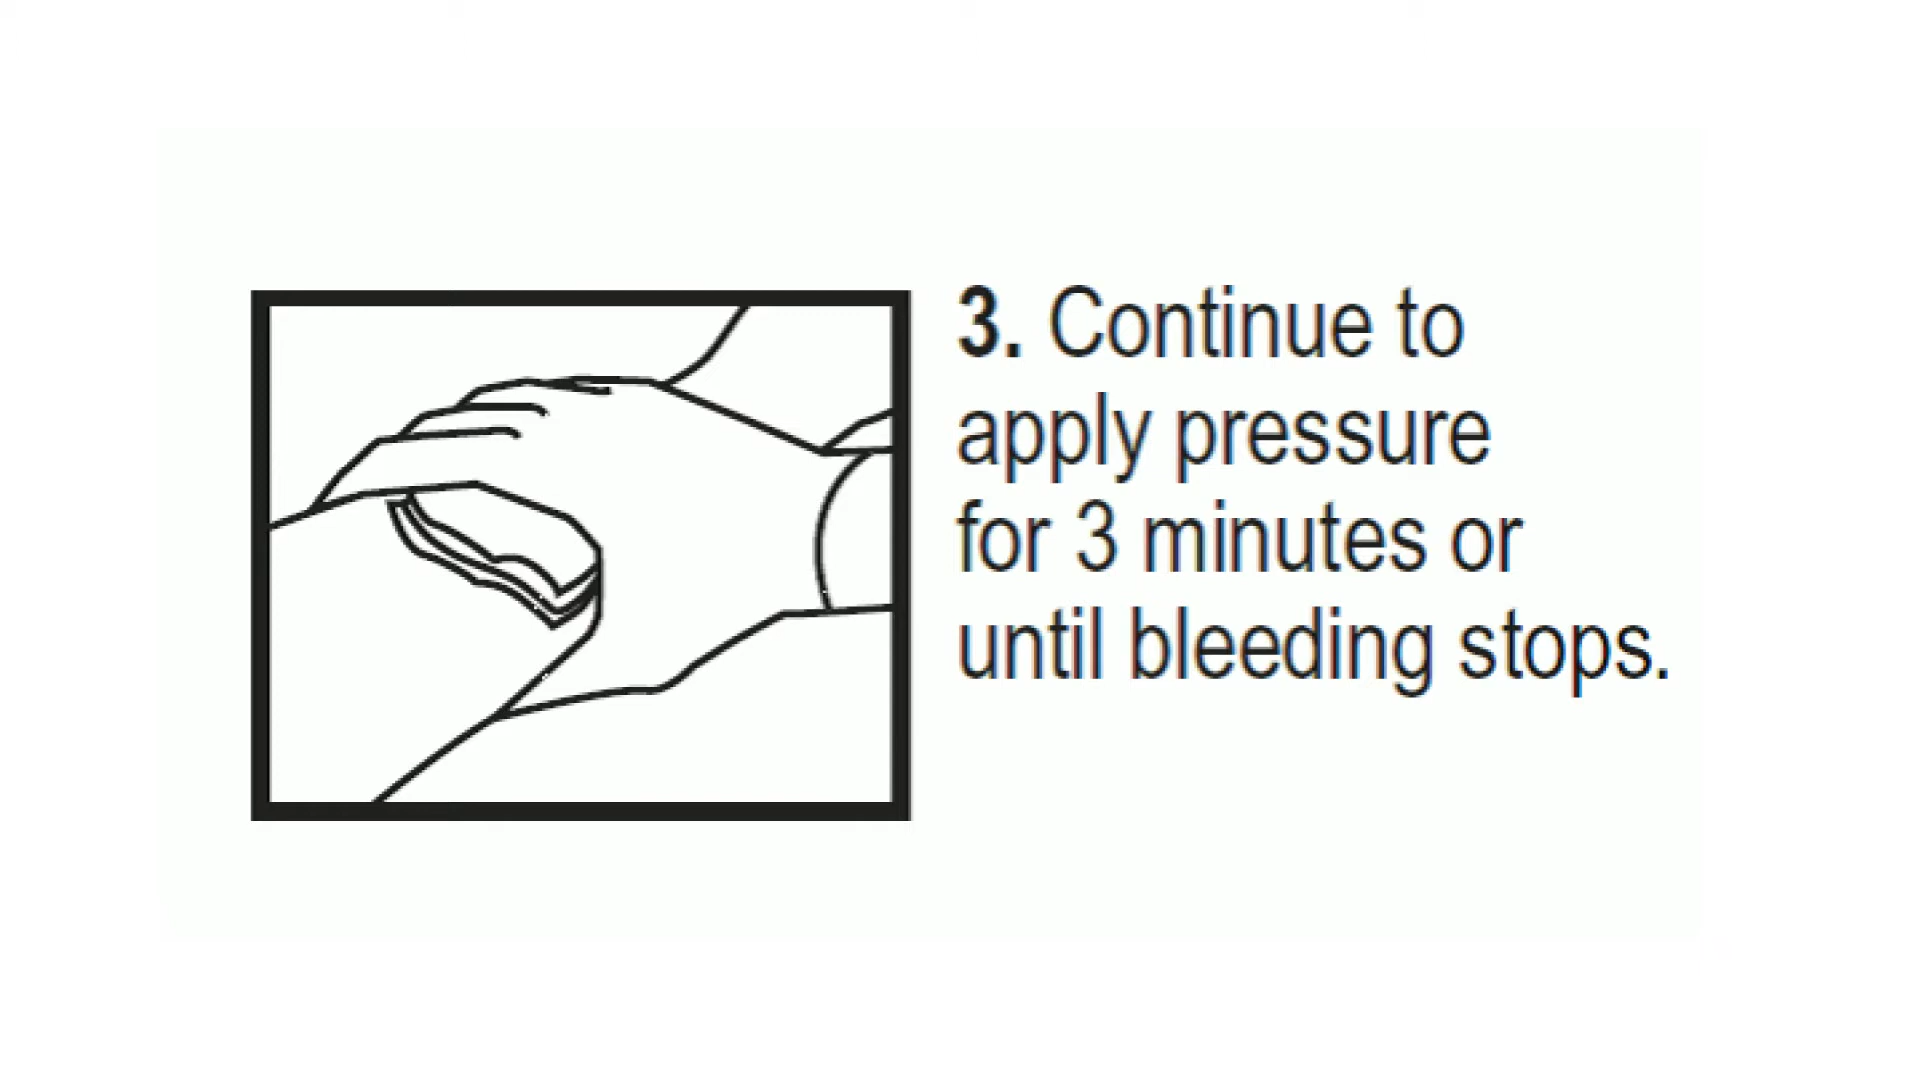 3. Continue to
apply pressure
for 3 minutes or
until bleeding stops.